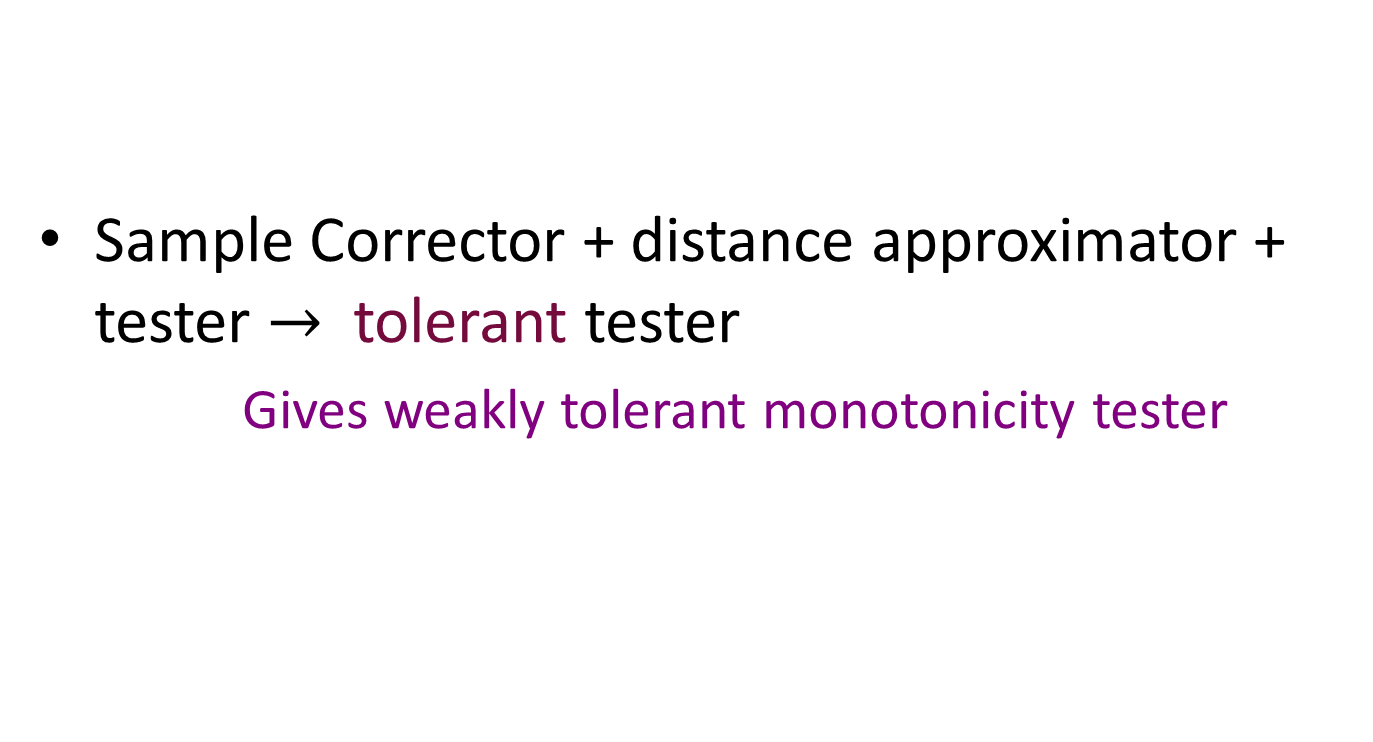 • Sample Corrector + distance approximator +
tester → tolerant tester
Gives weakly tolerant monotonicity tester